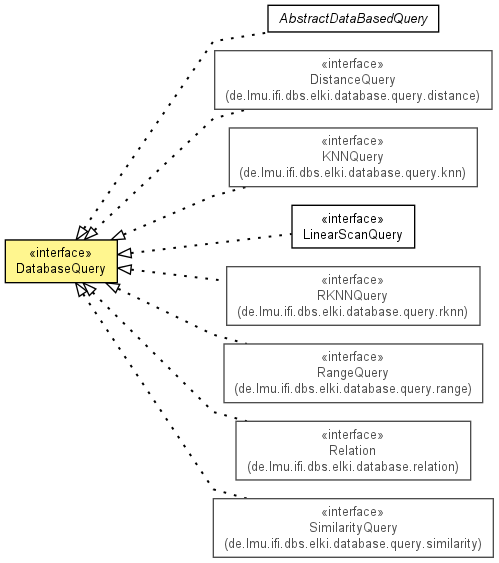 AbstractDataBasedQuery
«interface»
DistanceQuery
(de.lmu.ifi.dbs.elki.database.query.distance)
«interface»
KNNQuery
(de.lmu.ifi.dbs.elki.database.query.knn)
«interface»
LinearScanQuery
«interface»
DatabaseQuery
«interface»
RKNNQuery
(de.lmu.ifi.dbs.elki.database.query.rknn)
«interface»
RangeQuery
(de.lmu.ifi.dbs.elki.database.query.range)
«interface»
Relation
(de.lmu.ifi.dbs.elki.database.relation)
«interface»
SimilarityQuery
(de.lmu.ifi.dbs.elki.database.query.similarity)